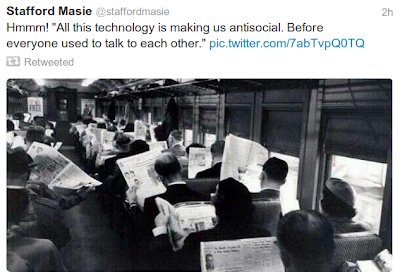 Stafford Masie @staffordmasie 2h
Hmmm! "All this technology is making us antisocial. Before
everyone used to talk to each other." pic.twitter.com/7abTvpQ0TQ
Retweeted
FREE